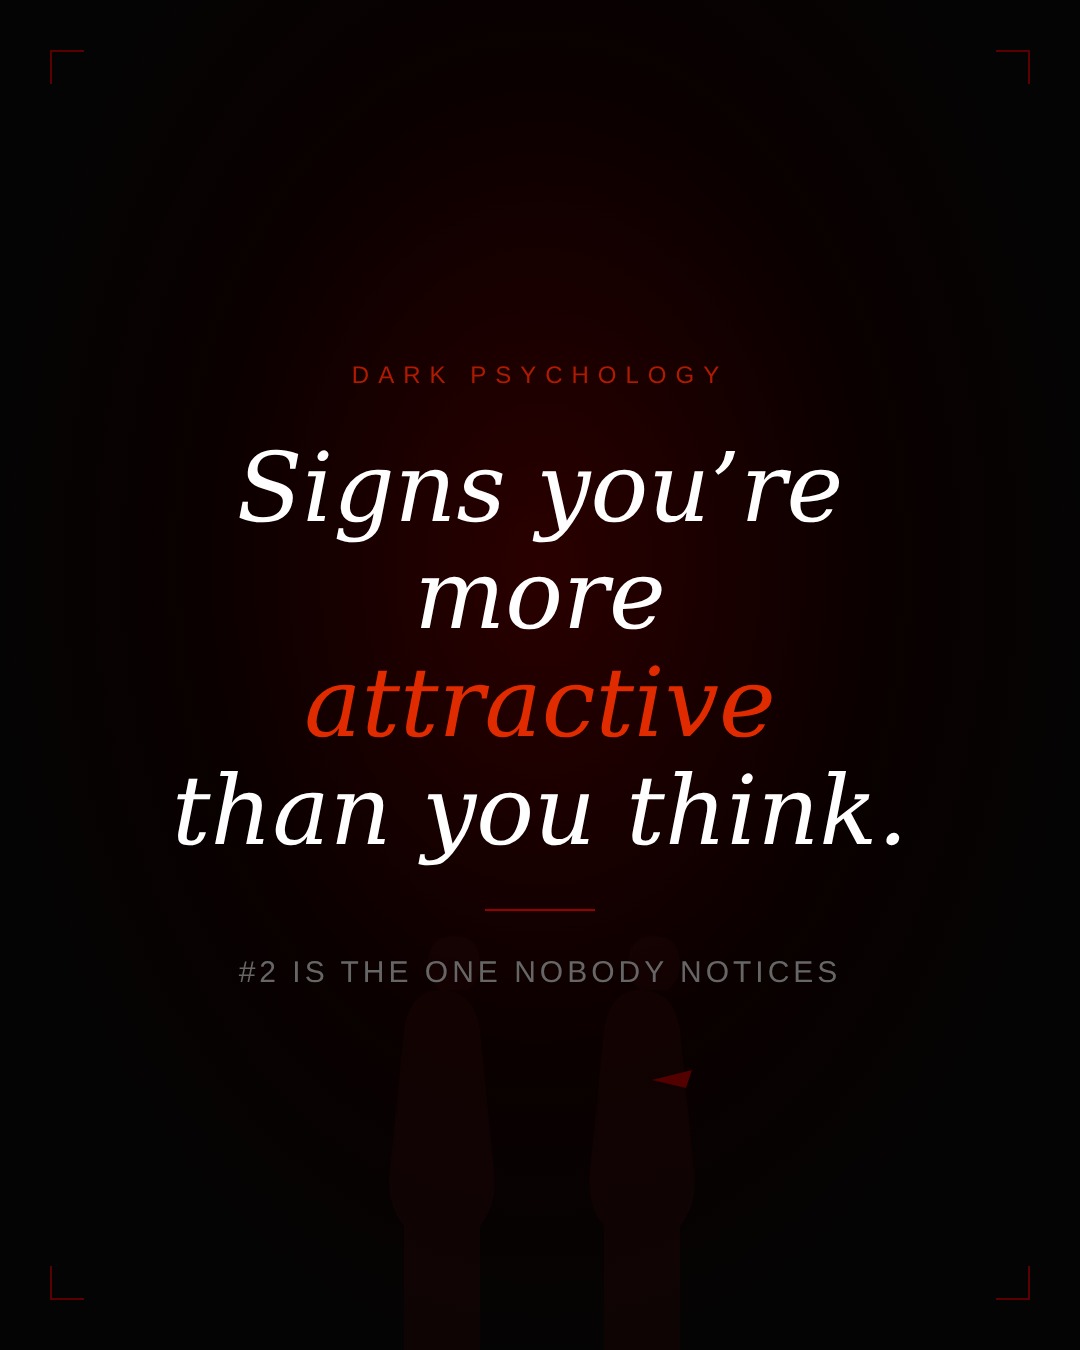 DARK PSYCHOLOGY
Signs you’re
more
attractive
than you think.
#2 IS THE ONE NOBODY NOTICES